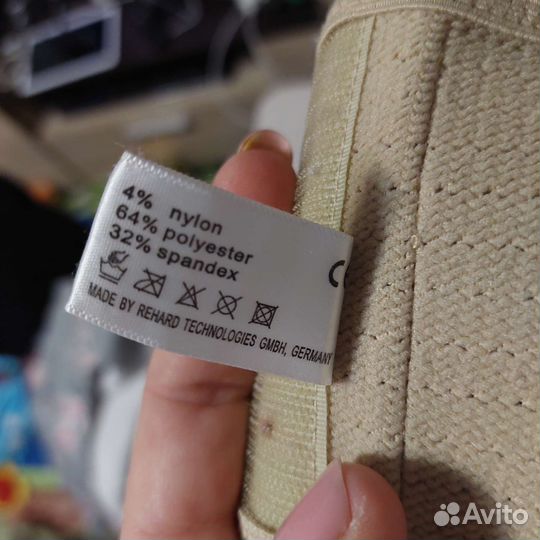 4% nylon
64% polyester
32% spandex
MADE BY REHARD TECHNOLOGIES GMBH, GERMANY
Avito